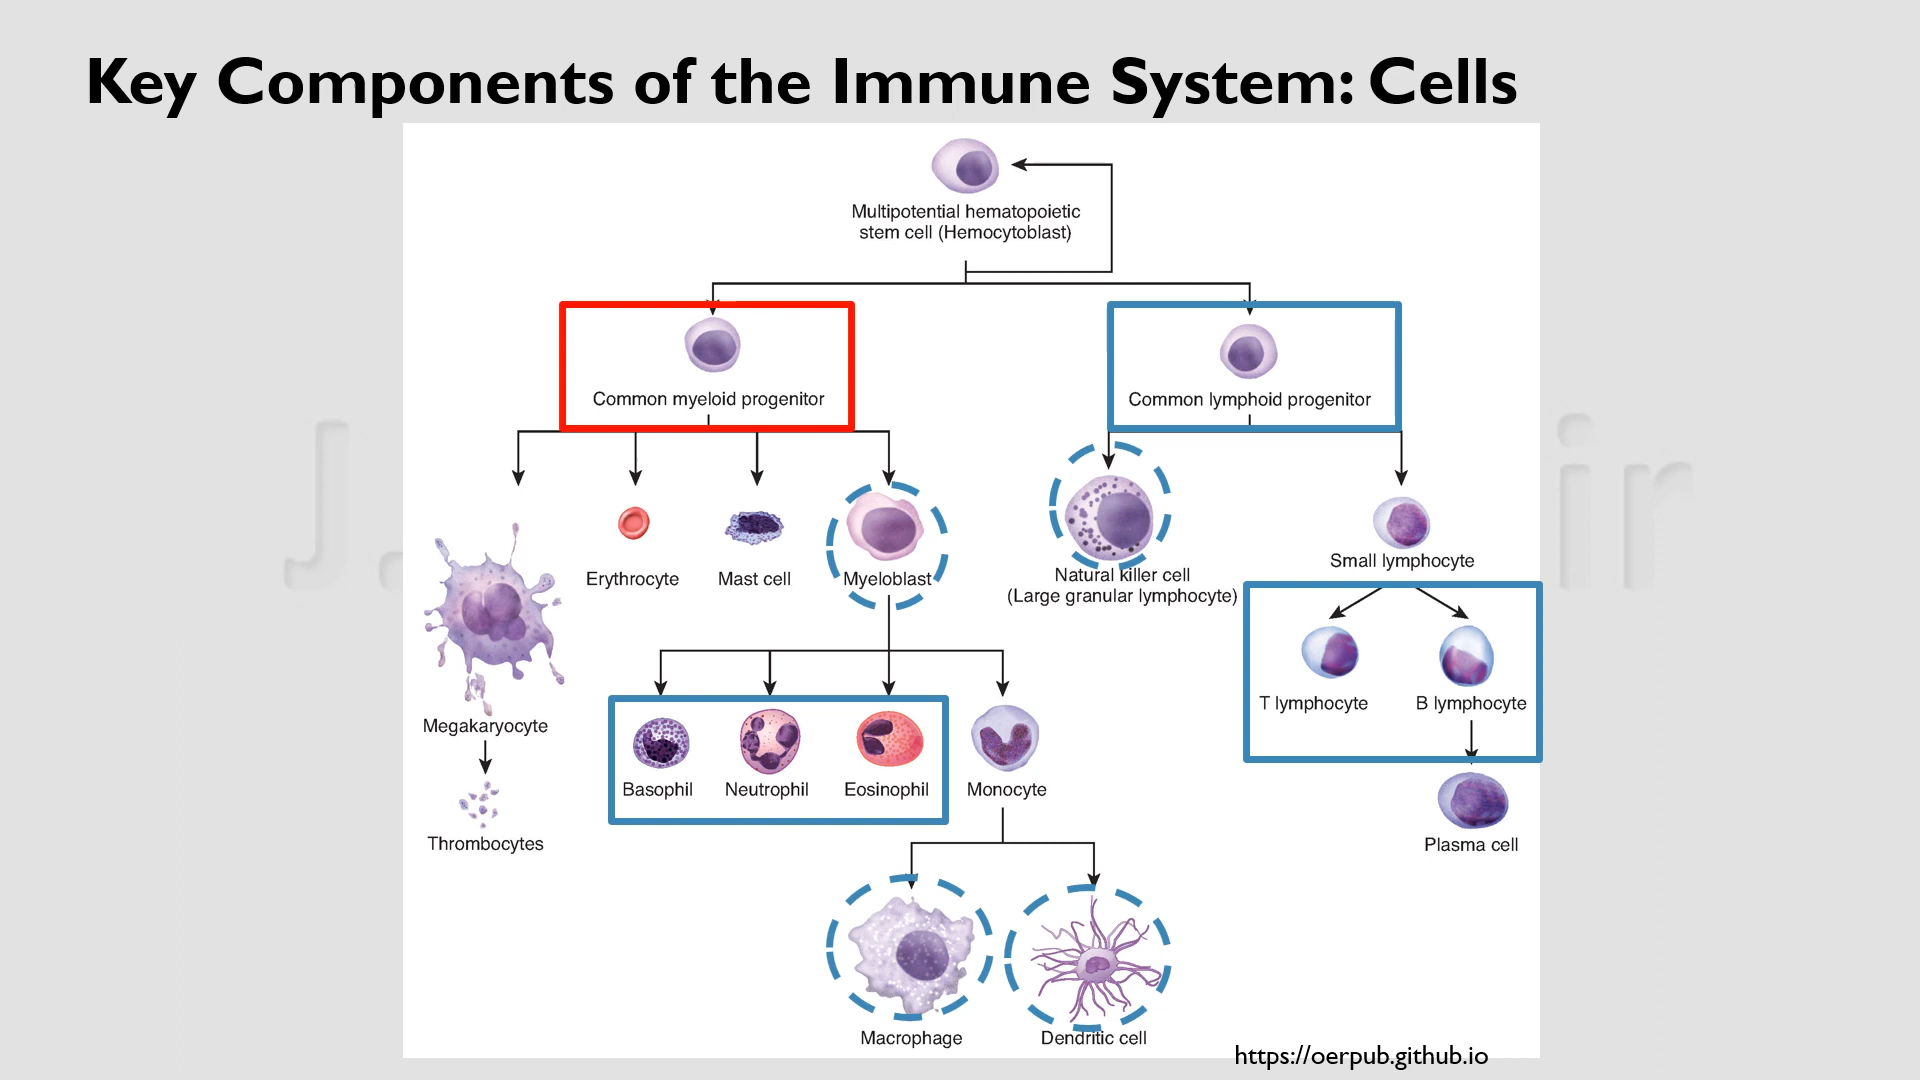 Key Components of the Immune System: Cells
Multipotential hematopoietic
stem cell (Hemocytoblast)
Common myeloid progenitor
Common lymphoid progenitor
Erythrocyte
Mast cell
Myeloblast
Natural killer cell
(Large granular lymphocyte)
Small lymphocyte
T lymphocyte
B lymphocyte
Megakaryocyte
Basophil
Neutrophil
Eosinophil
Monocyte
Thrombocytes
Plasma cell
Macrophage
Dendritic cell
https://oerpub.github.io